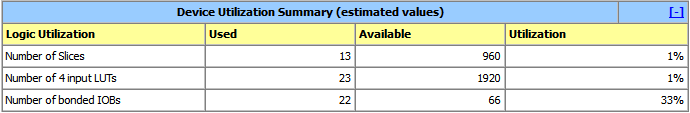 Device Utilization Summary (estimated values) [-]
Logic Utilization Used Available Utilization
Number of Slices 13 960 1%
Number of 4 input LUTs 23 1920 1%
Number of bonded IOBs 22 66 33%